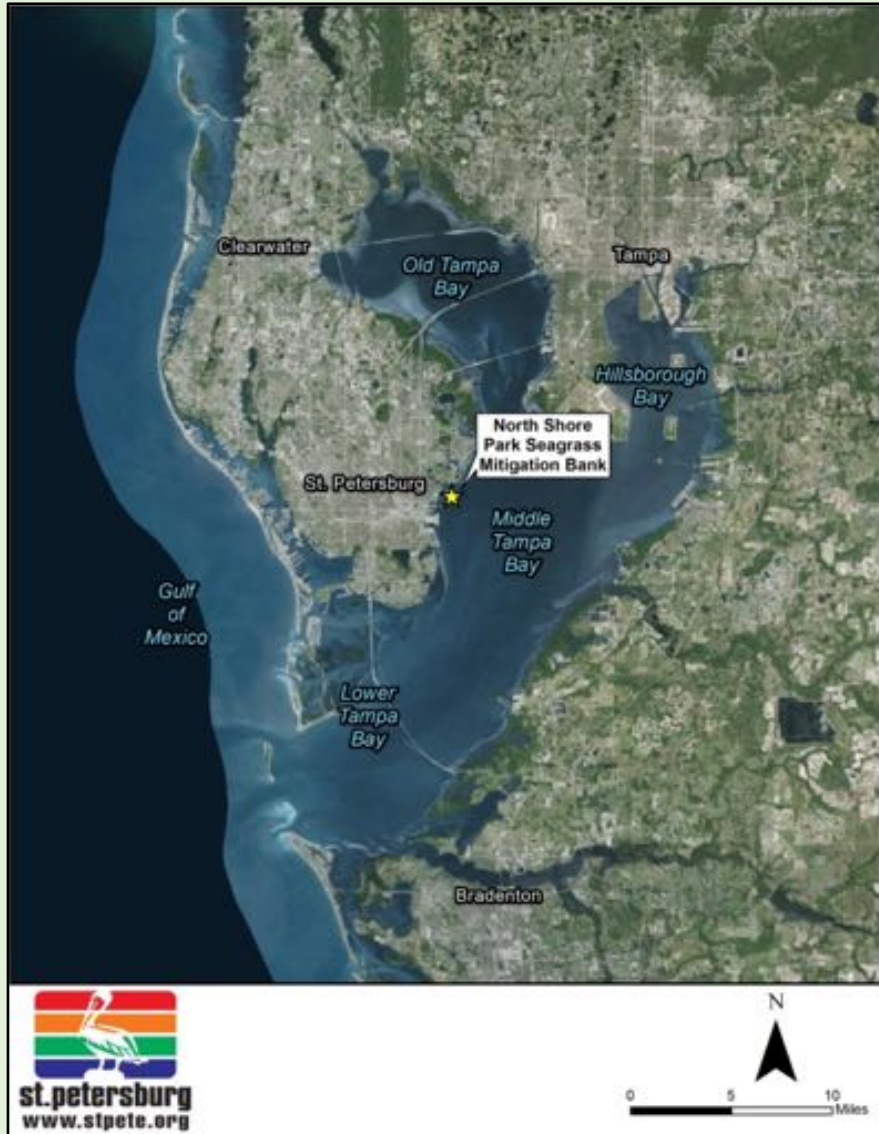 Clearwater
Old Tampa
Bay
Tampa
Hillsborough
Bay
North Shore
Park Seagrass
Mitigation Bank
St. Petersburg
Middle
Tampa
Bay
Gulf
of
Mexico
Lower
Tampa
Bay
Bradenton
st.petersburg
www.stpete.org
N
0 5 10
Miles